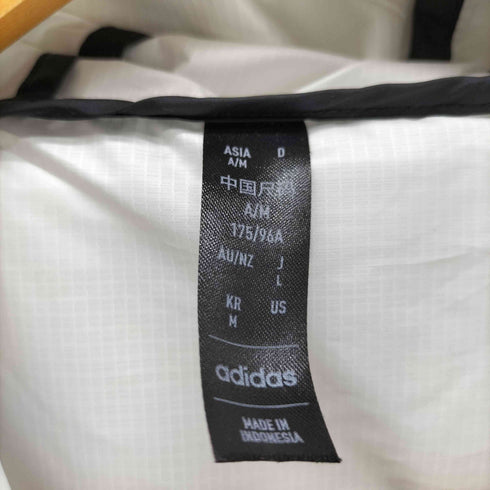 ASIA D
A/M
中国尺码
A/M
175/96A
AU/NZ J
L
KR US
M
adidas
MADE IN
INDONESIA